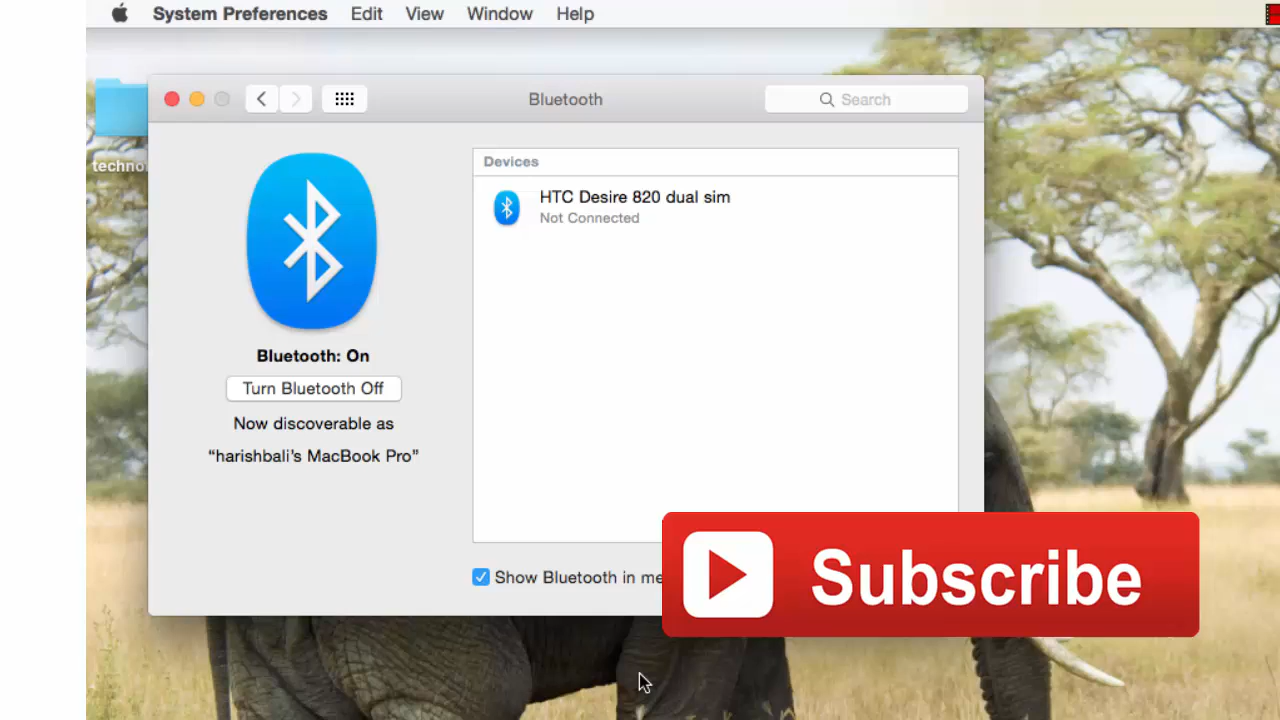 System Preferences Edit View Window Help
Bluetooth
Search
techno
Devices
HTC Desire 820 dual sim
Not Connected
Bluetooth: On
Turn Bluetooth Off
Now discoverable as
“harishbali’s MacBook Pro”
Show Bluetooth in me
Subscribe